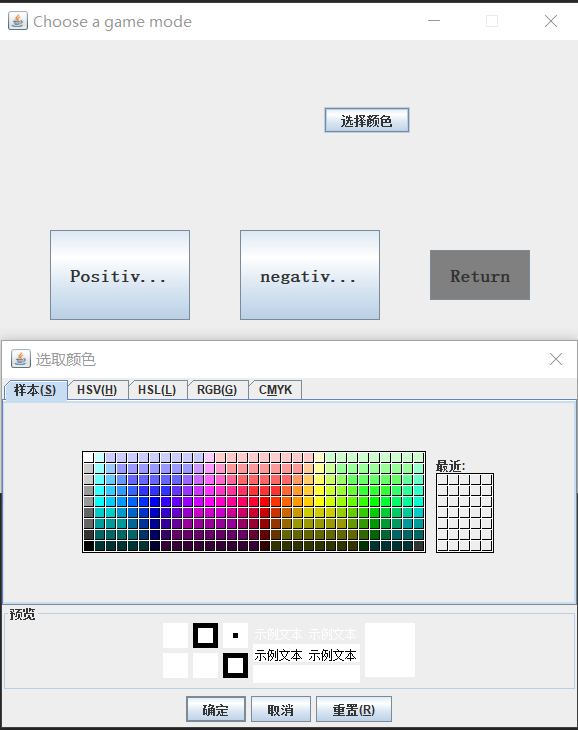 Choose a game mode
选择颜色
Positiv... negativ... Return
选取颜色
样本(S) HSV(H) HSL(L) RGB(G) CMYK
最近:
预览
示例文本 示例文本
示例文本 示例文本
确定 取消 重置(R)